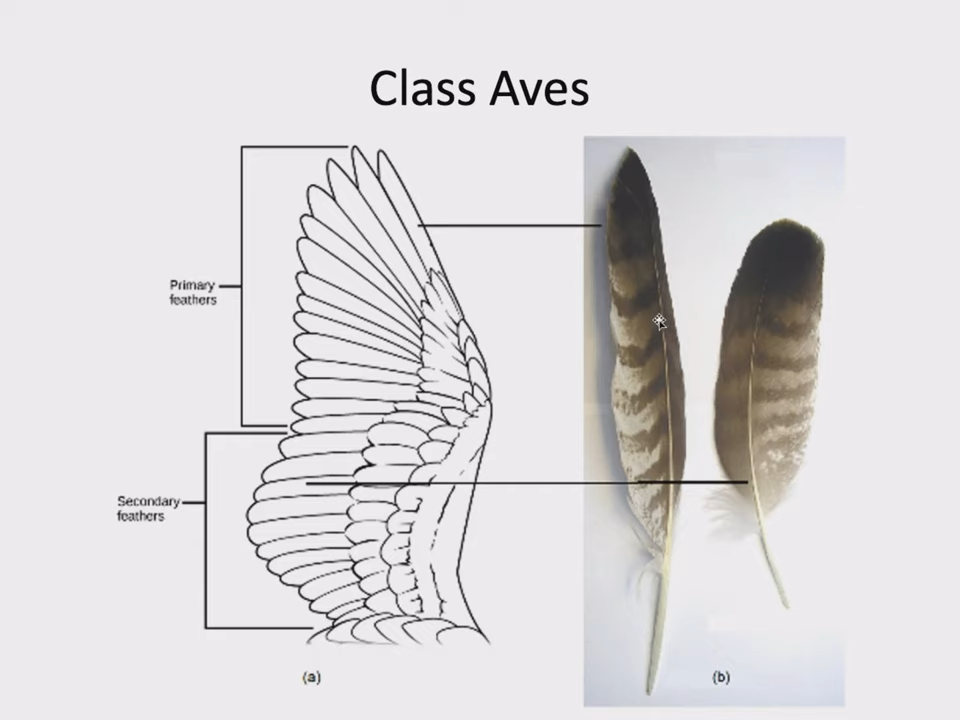 Class Aves
Primary
feathers
Secondary
feathers
(a)
(b)